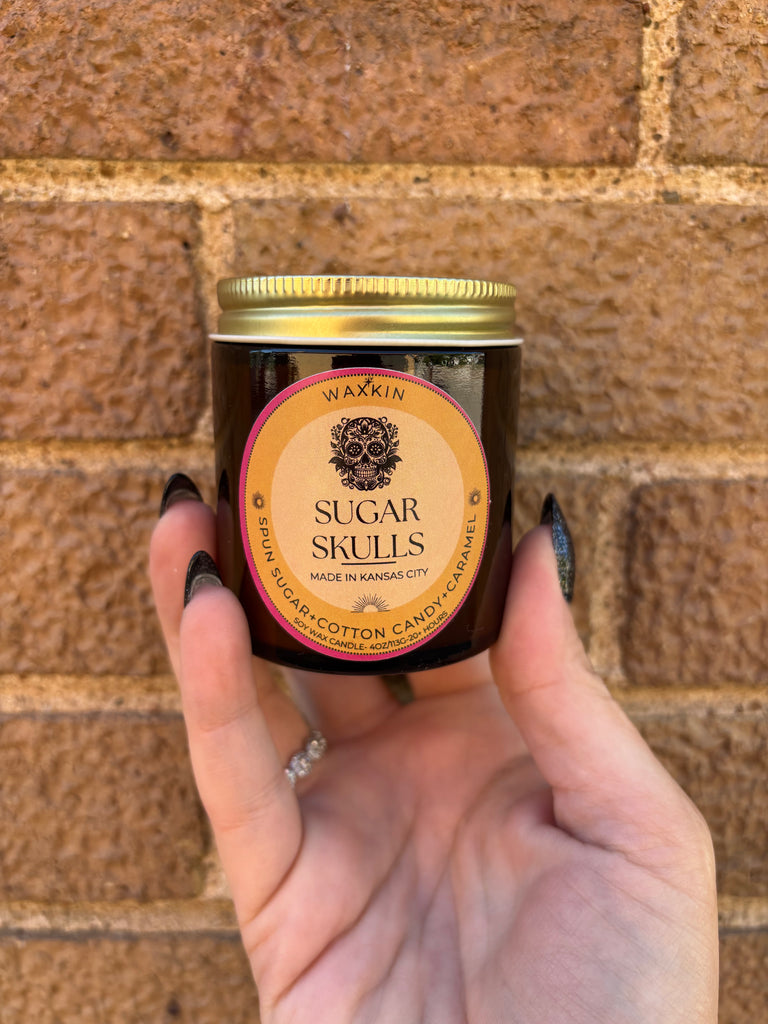 WAXKIN
SUGAR
SKULLS
MADE IN KANSAS CITY
SPUN SUGAR+COTTON CANDY+CARAMEL
SOY WAX CANDLE- 4OZ/113G-20+ HOURS